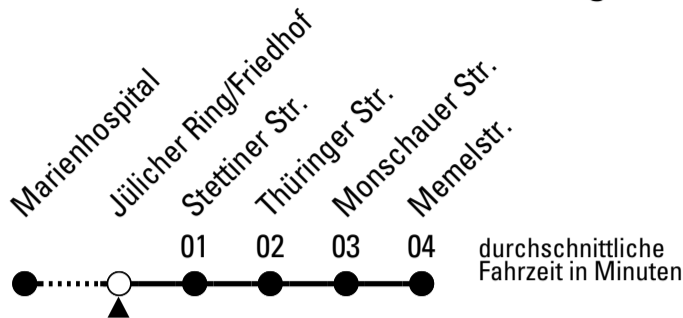 Marienhospital
Jülicher Ring/Friedhof
Stettiner Str.
Thüringer Str.
Monschauer Str.
Memelstr.
01 02 03 04
durchschnittliche
Fahrzeit in Minuten